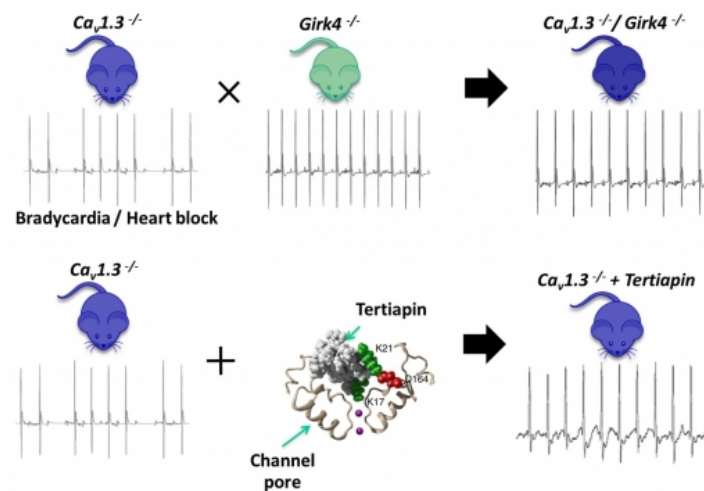 Cav1.3 -/-
Girk4 -/-
Cav1.3 -/-/ Girk4 -/-
×
Bradycardia / Heart block
Cav1.3 -/-
Cav1.3 -/- + Tertiapin
Tertiapin
+
K21
D164
K17
Channel
pore